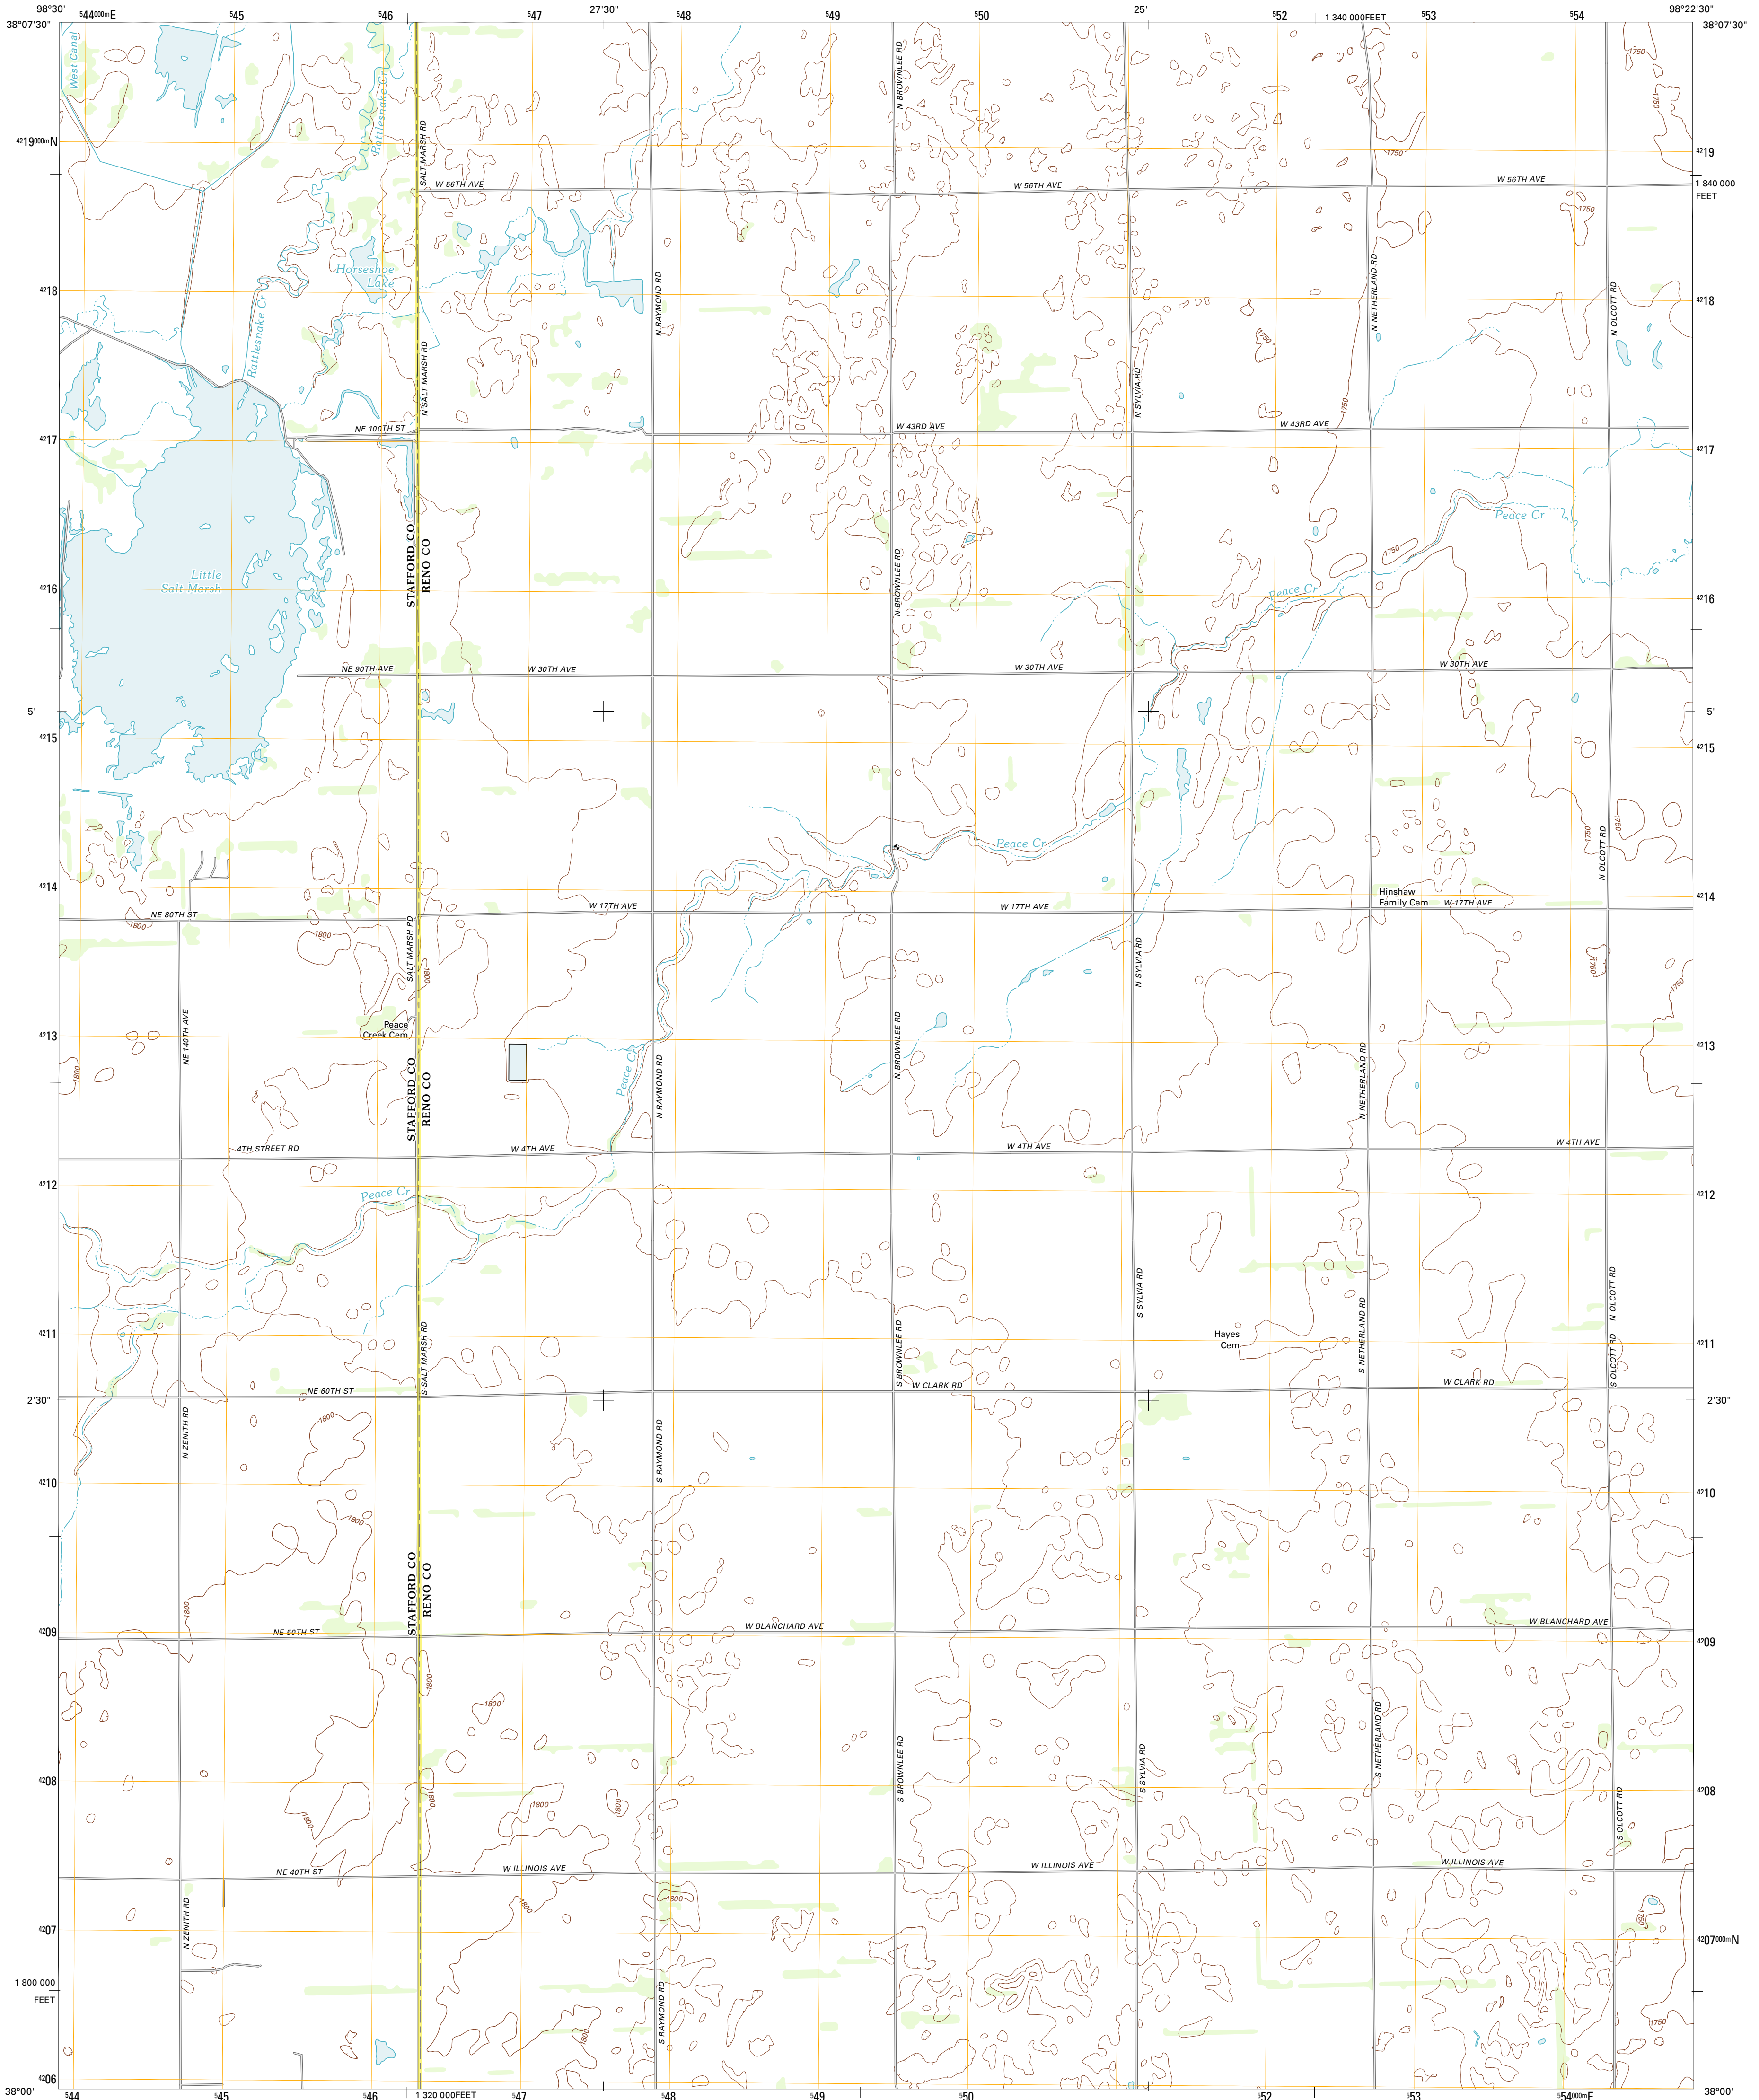 98°30'
⁵44⁰⁰⁰ᵐE
⁵45
⁵46
⁵47
27'30"
⁵48
⁵49
⁵50
25'
⁵52
1 340 000FEET
⁵53
⁵54
98°22'30"
38°07'30"
38°07'30"
West Canal
Rattlesnake Cr
N BROWNLEE RD
1750
1750
SALT MARSH RD
⁴²19⁰⁰⁰ᵐN
⁴²19
1750
W 56TH AVE
W 56TH AVE
W 56TH AVE
1 840 000
FEET
1750
Horseshoe
Lake
N RAYMOND RD
N NETHERLAND RD
N OLCOTT RD
⁴²18
⁴²18
Rattlesnake Cr
1750
N SALT MARSH RD
N SYLVIA RD
1750
NE 100TH ST
W 43RD AVE
W 43RD AVE
⁴²17
⁴²17
Peace Cr
STAFFORD CO
RENO CO
1750
Little
Salt Marsh
N BROWNLEE RD
Peace Cr
⁴²16
⁴²16
NE 90TH AVE
W 30TH AVE
W 30TH AVE
W 30TH AVE
5'
5'
⁴²15
⁴²15
1750
1750
Peace Cr
N OLCOTT RD
⁴²14
⁴²14
Hinshaw
Family Cem
W 17TH AVE
NE 80TH ST
W 17TH AVE
W 17TH AVE
1800
1800
SALT MARSH RD
N SYLVIA RD
1800
1750
1750
Peace
Creek Cem
NE 140TH AVE
N BROWNLEE RD
⁴²13
⁴²13
1800
Peace Cr
N RAYMOND RD
N NETHERLAND RD
STAFFORD CO
RENO CO
4TH STREET RD
W 4TH AVE
W 4TH AVE
W 4TH AVE
⁴²12
⁴²12
Peace Cr
S SYLVIA RD
N OLCOTT RD
Hayes
Cem
S SALT MARSH RD
S BROWNLEE RD
S NETHERLAND RD
S OLCOTT RD
⁴²11
⁴²11
NE 60TH ST
W CLARK RD
W CLARK RD
2'30"
2'30"
N ZENITH RD
1800
S RAYMOND RD
⁴²10
⁴²10
1800
STAFFORD CO
RENO CO
1800
NE 50TH ST
W BLANCHARD AVE
W BLANCHARD AVE
⁴²09
⁴²09
1800
1800
S BROWNLEE RD
S SYLVIA RD
S NETHERLAND RD
⁴²08
⁴²08
1800
1800
1800
1800
S OLCOTT RD
NE 40TH ST
W ILLINOIS AVE
W ILLINOIS AVE
W ILLINOIS AVE
N ZENITH RD
1800
1800
1750
⁴²07
⁴²07⁰⁰⁰ᵐN
1 800 000
FEET
S RAYMOND RD
1800
1750
⁴²06
38°00'
38°00'
⁵44
⁵45
⁵46
1 320 000FEET
⁵47
⁵48
⁵49
⁵50
⁵52
⁵53
⁵54⁰⁰⁰ᵐE